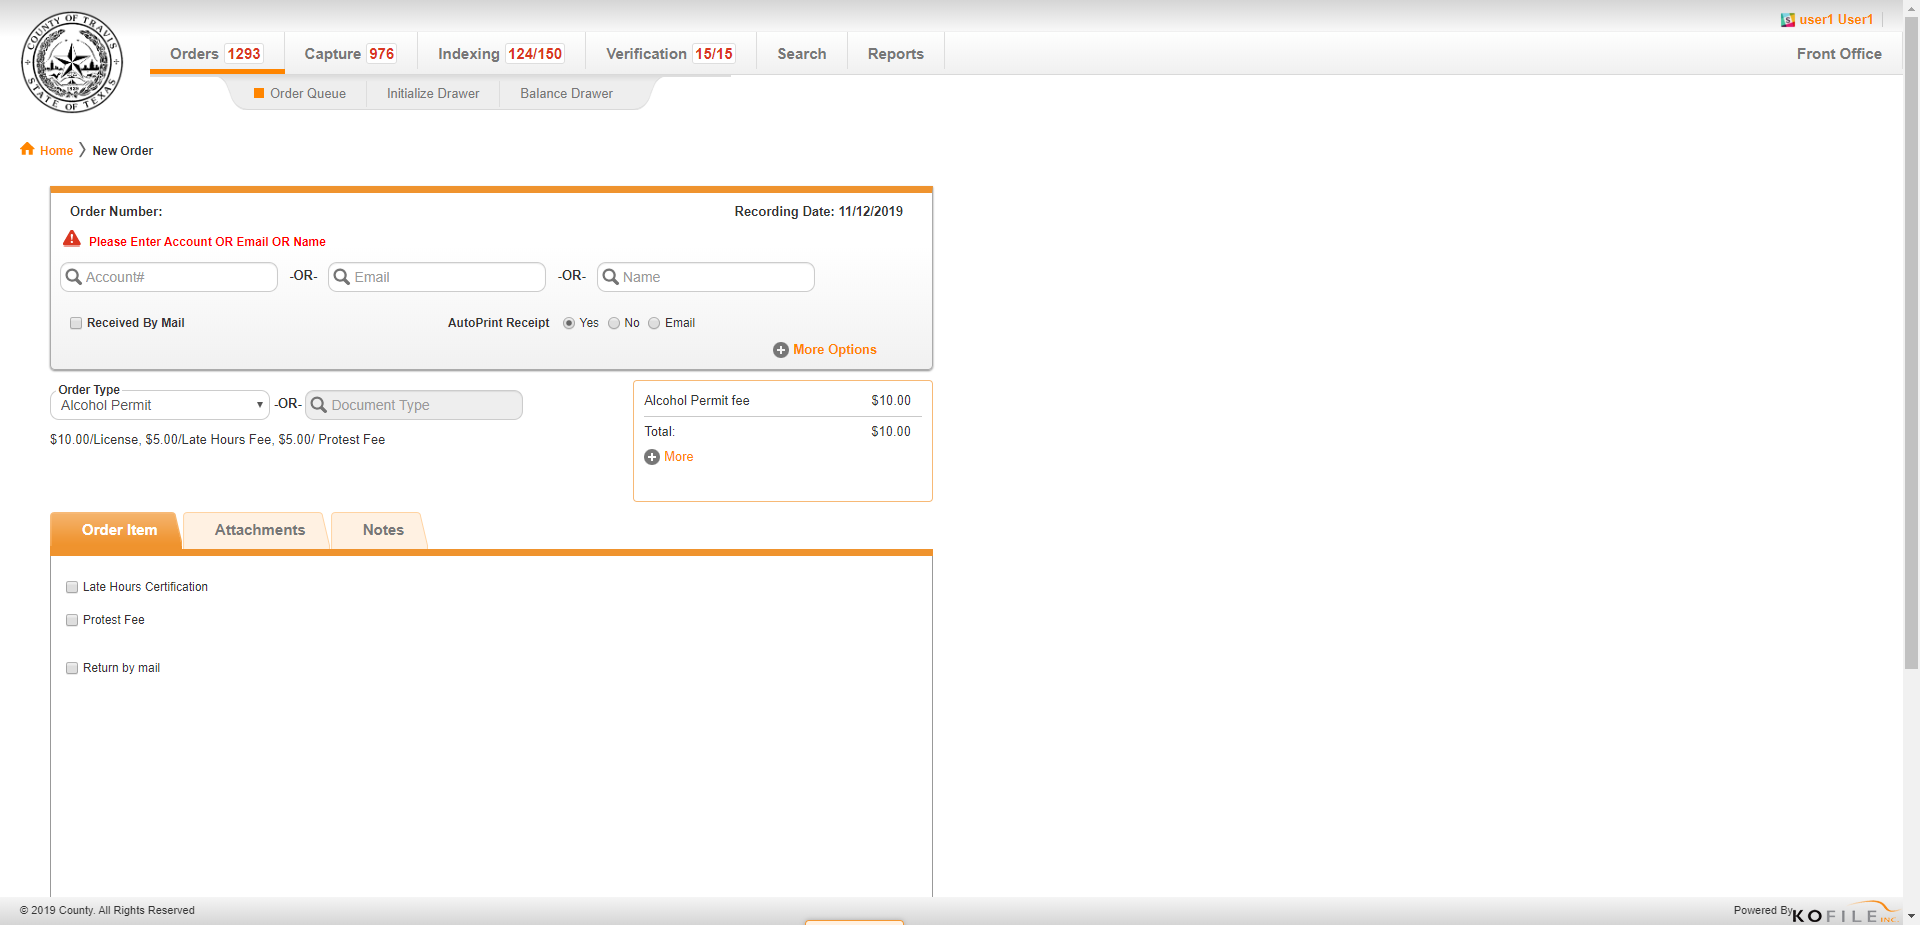 user1 User1
COUNTY OF TRAVIS
STATE OF TEXAS
Orders 1293 Capture 976 Indexing 124/150 Verification 15/15 Search Reports Front Office
Order Queue Initialize Drawer Balance Drawer
Home New Order
Order Number: Recording Date: 11/12/2019
Please Enter Account OR Email OR Name
Account# -OR- Email -OR- Name
Received By Mail AutoPrint Receipt Yes No Email
More Options
Order Type
Alcohol Permit -OR- Document Type
$10.00/License, $5.00/Late Hours Fee, $5.00/ Protest Fee
Alcohol Permit fee $10.00
Total: $10.00
More
Order Item Attachments Notes
Late Hours Certification
Protest Fee
Return by mail
© 2019 County. All Rights Reserved Powered By KOFILE INC.